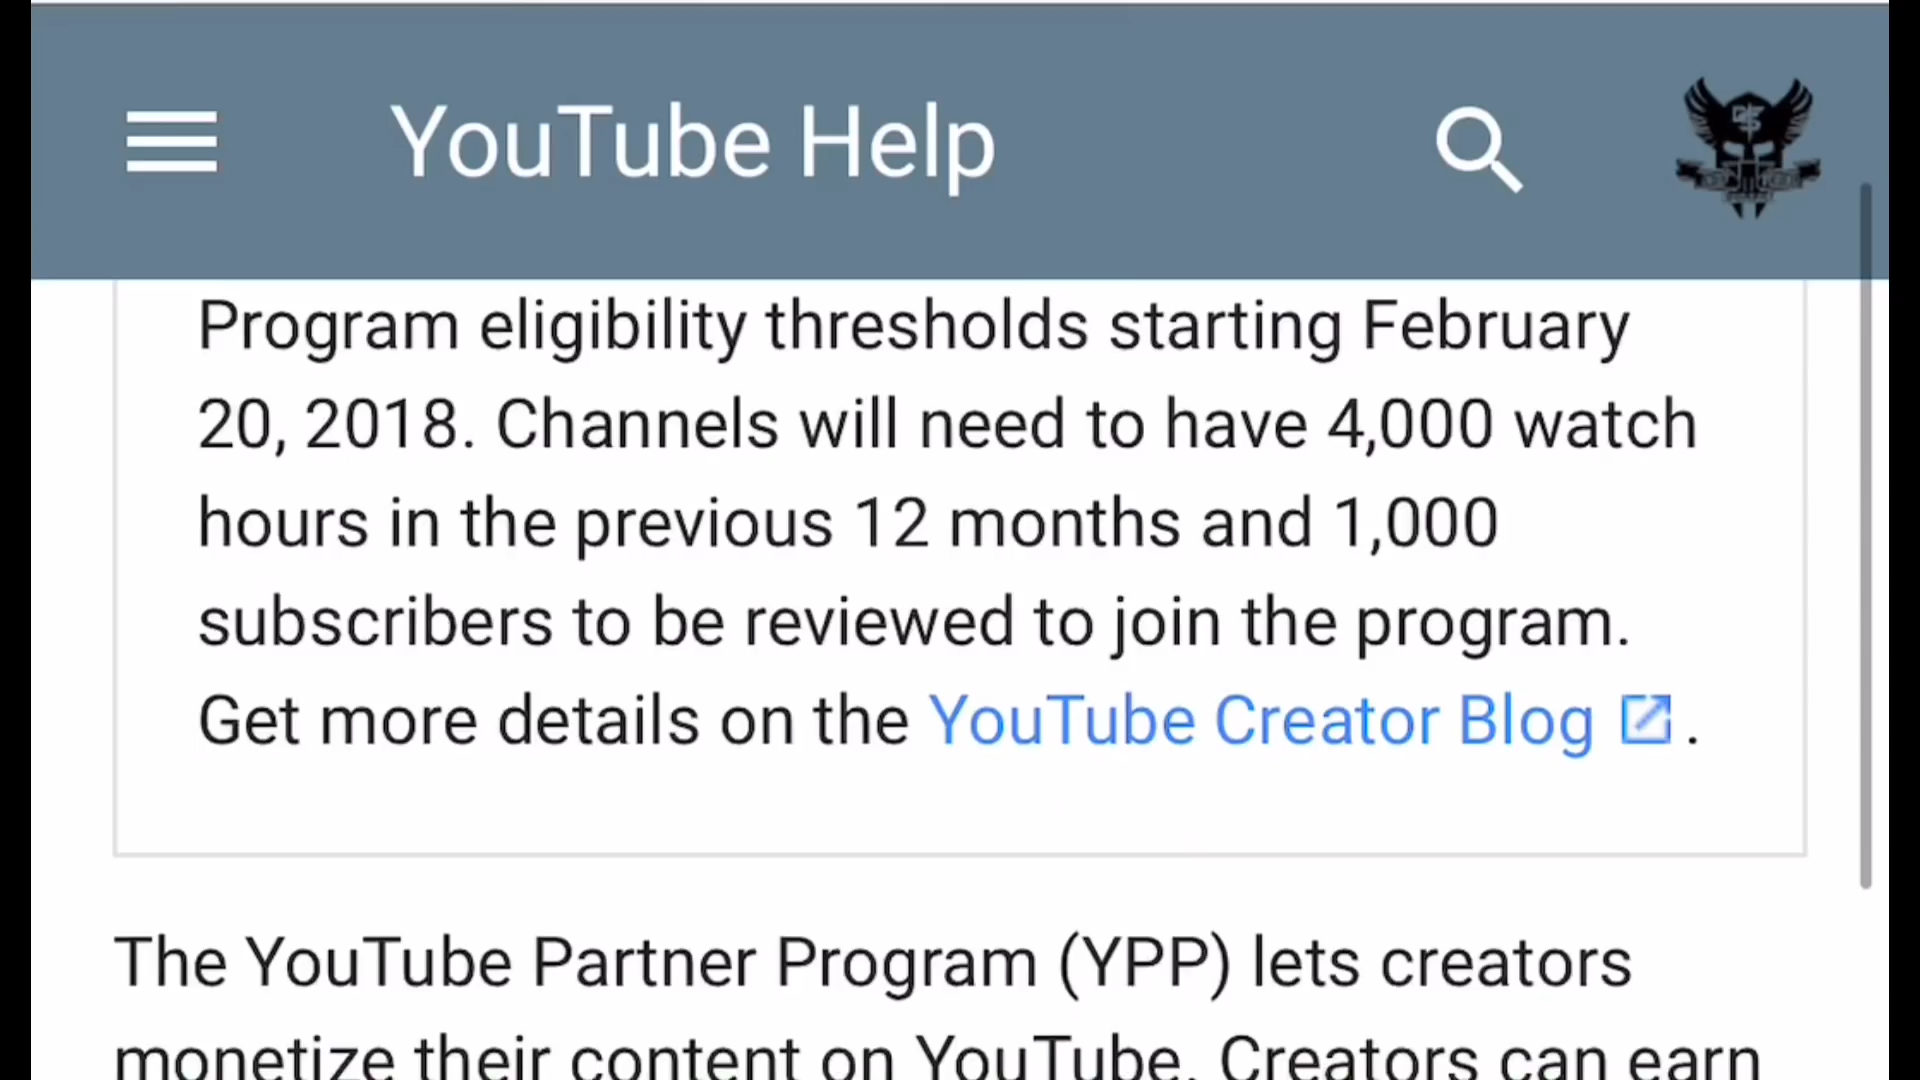 YouTube Help
Program eligibility thresholds starting February
20, 2018. Channels will need to have 4,000 watch
hours in the previous 12 months and 1,000
subscribers to be reviewed to join the program.
Get more details on the YouTube Creator Blog .
The YouTube Partner Program (YPP) lets creators
monetize their content on YouTube. Creators can earn